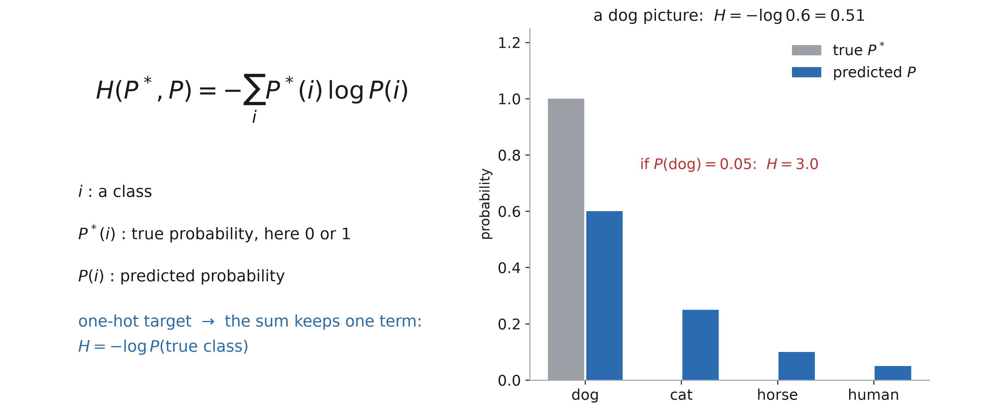 H(P*, P) = −∑P*(i) log P(i)
i
i : a class
P*(i) : true probability, here 0 or 1
P(i) : predicted probability
one-hot target → the sum keeps one term:
H = −log P(true class)
a dog picture: H = −log 0.6 = 0.51
true P*
predicted P
if P(dog) = 0.05: H = 3.0
probability
1.2
1.0
0.8
0.6
0.4
0.2
0.0
dog cat horse human